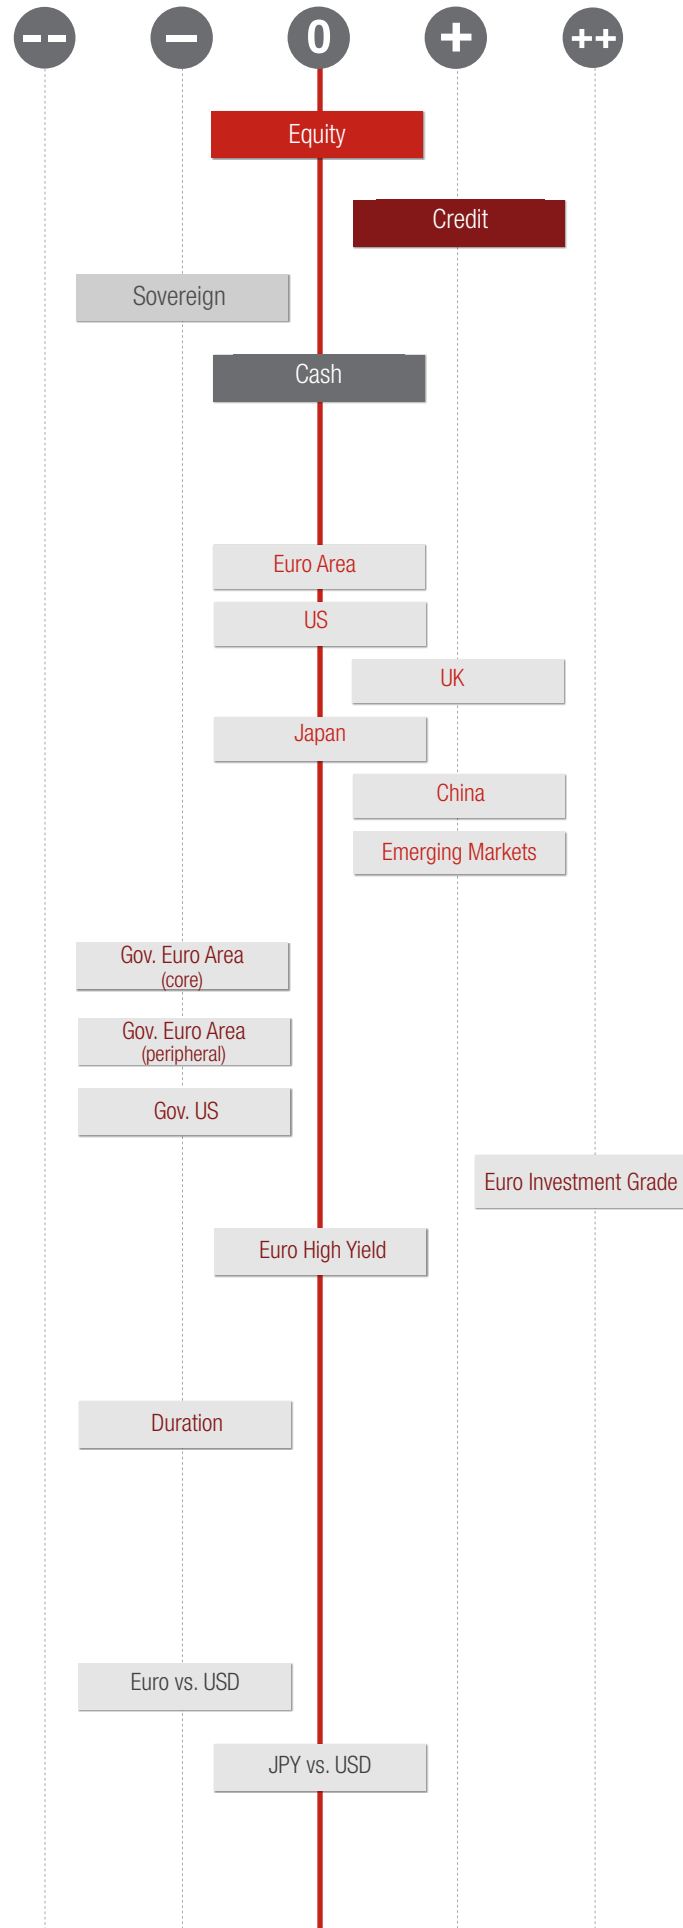 -- - 0 + ++
Equity
Credit
Sovereign
Cash
Euro Area
US
UK
Japan
China
Emerging Markets
Gov. Euro Area
(core)
Gov. Euro Area
(peripheral)
Gov. US
Euro Investment Grade
Euro High Yield
Duration
Euro vs. USD
JPY vs. USD